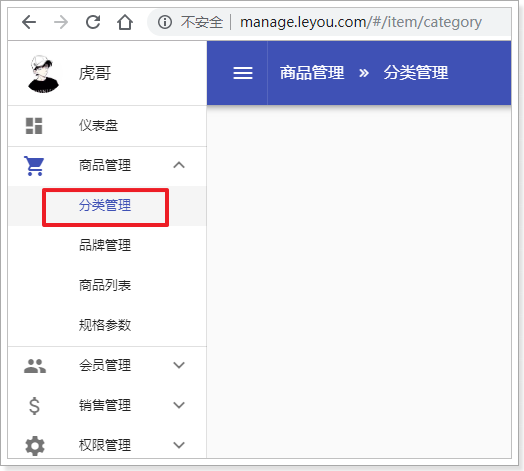 不安全 manage.leyou.com/#/item/category
虎哥
商品管理 » 分类管理
仪表盘
商品管理
分类管理
品牌管理
商品列表
规格参数
会员管理
销售管理
权限管理